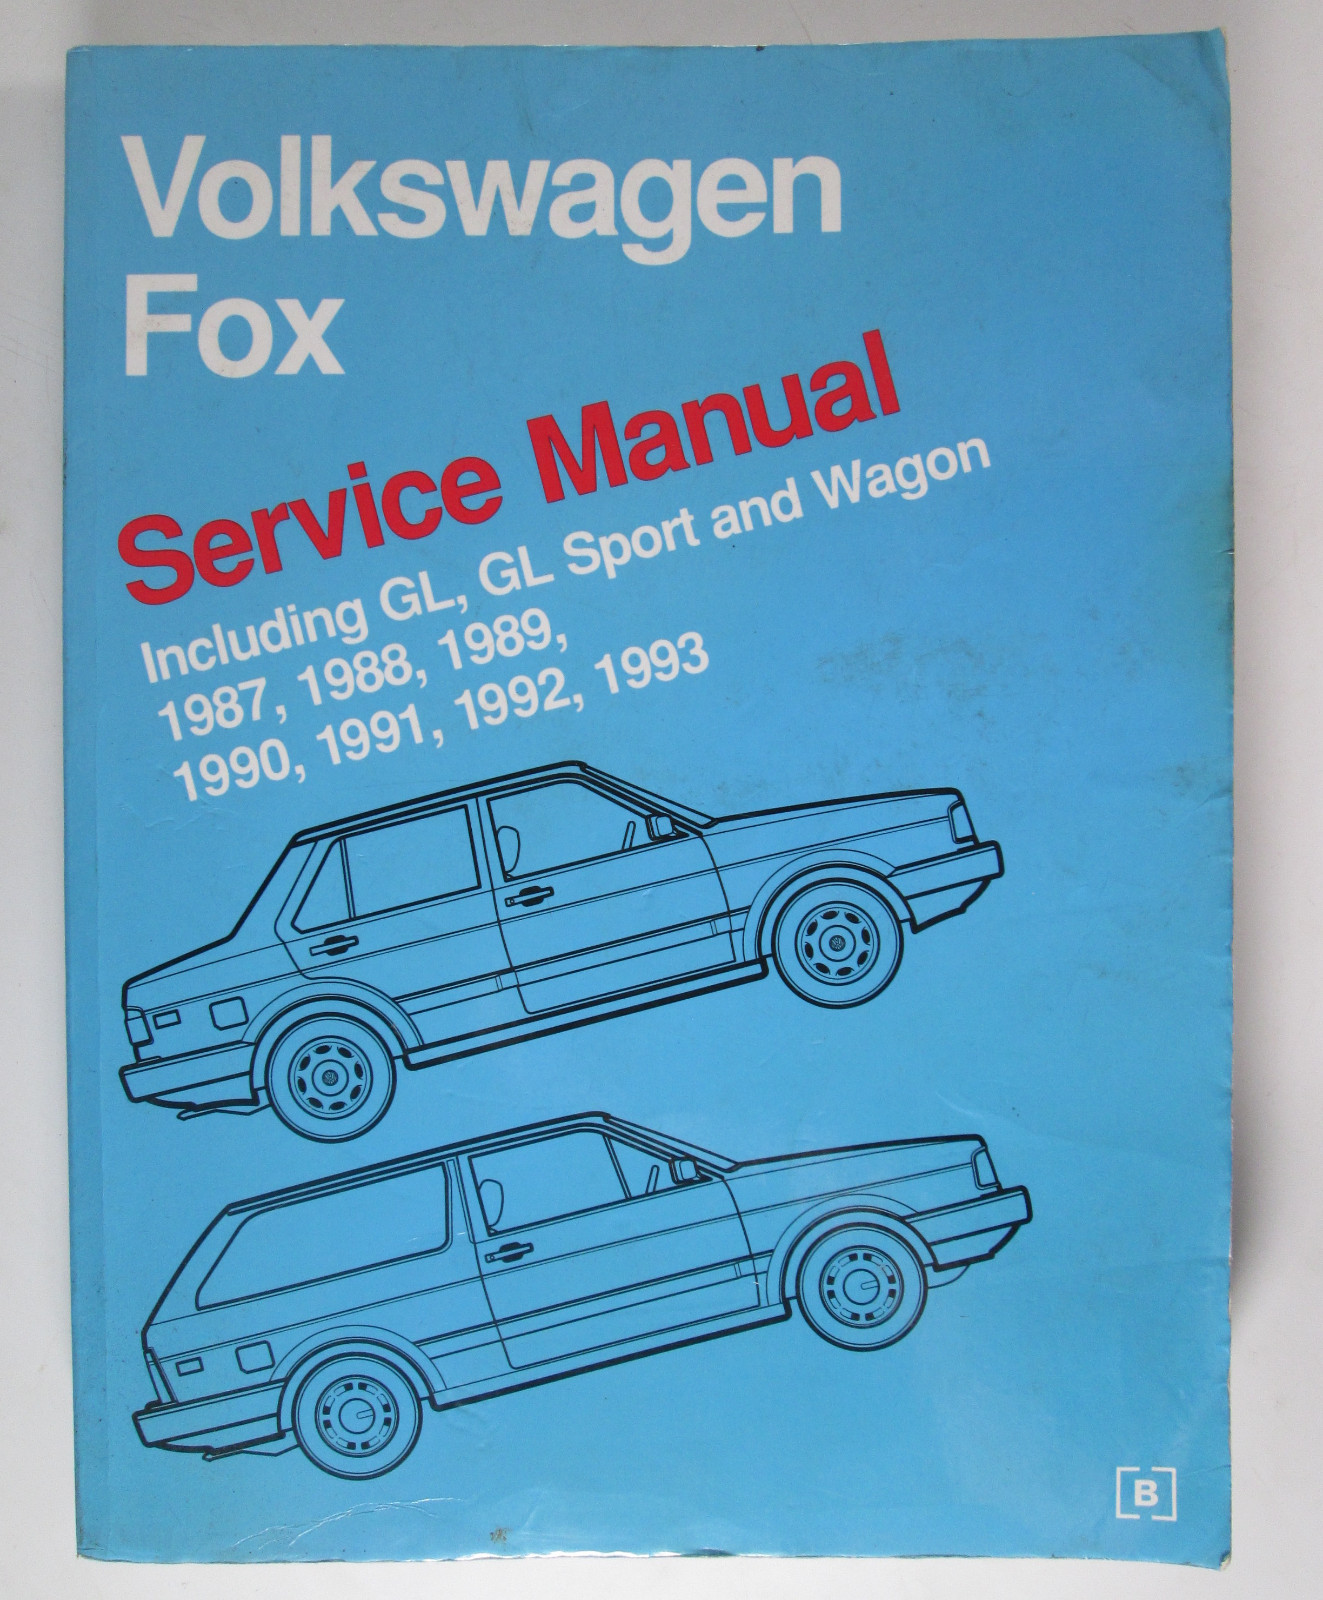 Volkswagen
Fox
Service Manual
Including GL, GL Sport and Wagon
1987, 1988, 1989,
1990, 1991, 1992, 1993
[B]